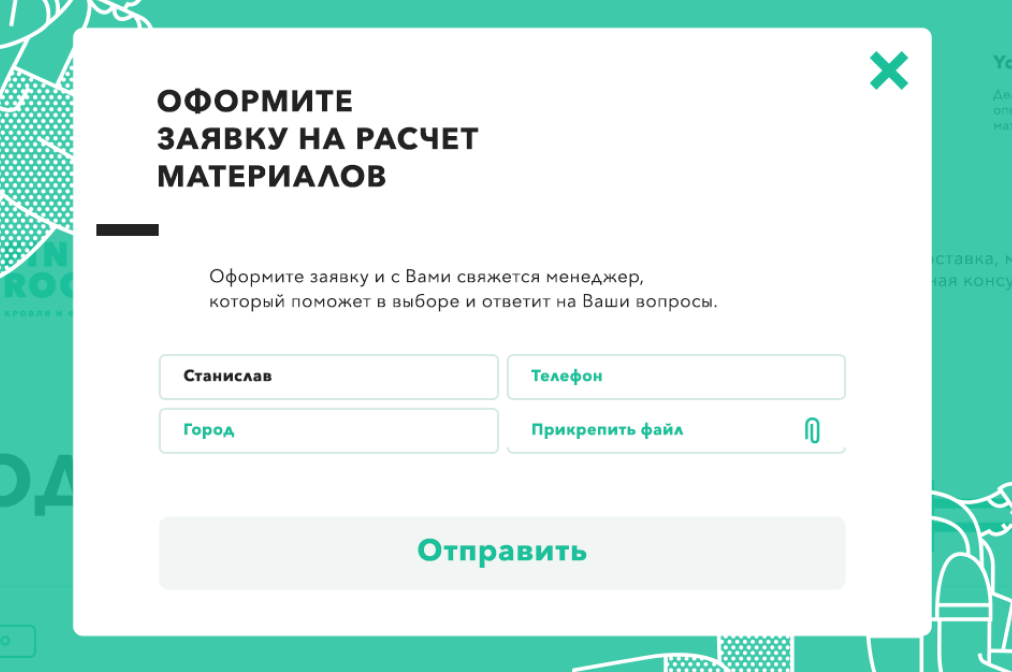 ОФОРМИТЕ
ЗАЯВКУ НА РАСЧЕТ
МАТЕРИАЛОВ
Оформите заявку и с Вами свяжется менеджер,
который поможет в выборе и ответит на Ваши вопросы.
Станислав
Телефон
Город
Прикрепить файл
Отправить